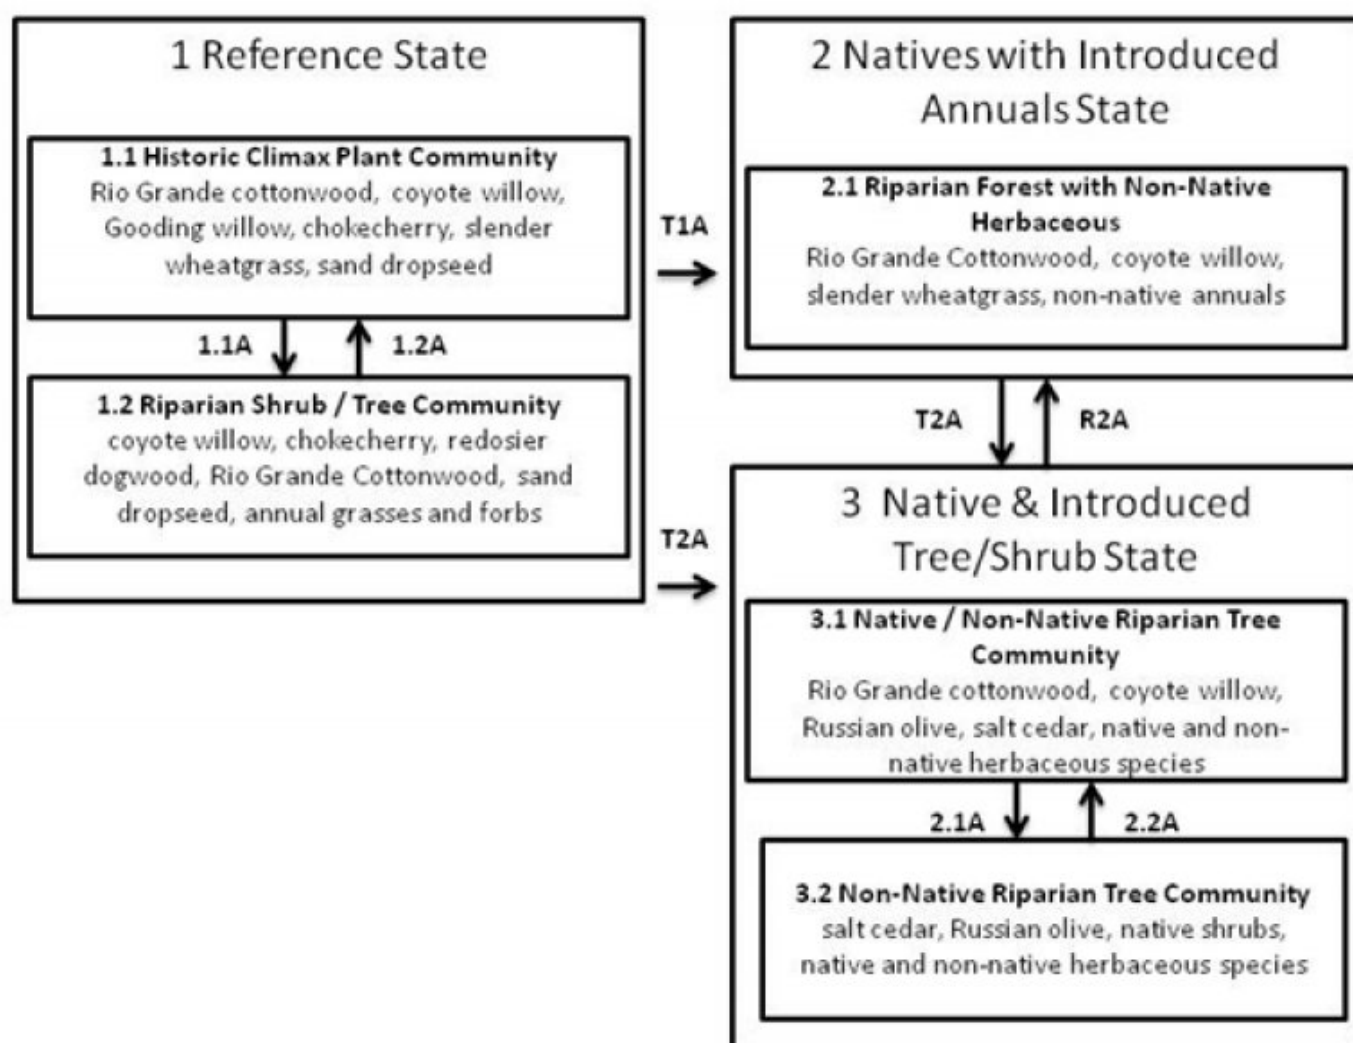 1 Reference State
1.1 Historic Climax Plant Community
Rio Grande cottonwood, coyote willow,
Gooding willow, chokecherry, slender
wheatgrass, sand dropseed
1.1A
1.2A
1.2 Riparian Shrub / Tree Community
coyote willow, chokecherry, redosier
dogwood, Rio Grande Cottonwood, sand
dropseed, annual grasses and forbs
T1A
T2A
2 Natives with Introduced
Annuals State
2.1 Riparian Forest with Non-Native
Herbaceous
Rio Grande Cottonwood, coyote willow,
slender wheatgrass, non-native annuals
T2A
R2A
3 Native & Introduced
Tree/Shrub State
3.1 Native / Non-Native Riparian Tree
Community
Rio Grande cottonwood, coyote willow,
Russian olive, salt cedar, native and non-
native herbaceous species
2.1A
2.2A
3.2 Non-Native Riparian Tree Community
salt cedar, Russian olive, native shrubs,
native and non-native herbaceous species